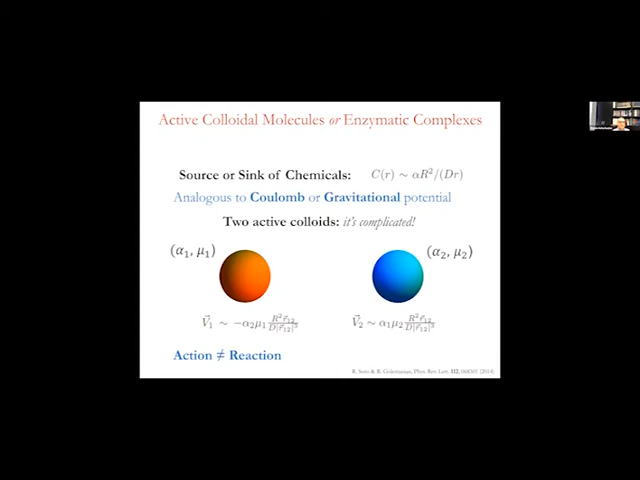 Active Colloidal Molecules or Enzymatic Complexes
Source or Sink of Chemicals: C(r) ~ αR²/(Dr)
Analogous to Coulomb or Gravitational potential
Two active colloids: it's complicated!
(α₁, μ₁)
(α₂, μ₂)
V⃗₁ ~ −α₂μ₁ R²r⃗₁₂/D|r⃗₁₂|³
V⃗₂ ~ α₁μ₂ R²r⃗₁₂/D|r⃗₁₂|³
Action ≠ Reaction
R. Soto & R. Golestanian, Phys. Rev. Lett. 112, 068301 (2014)